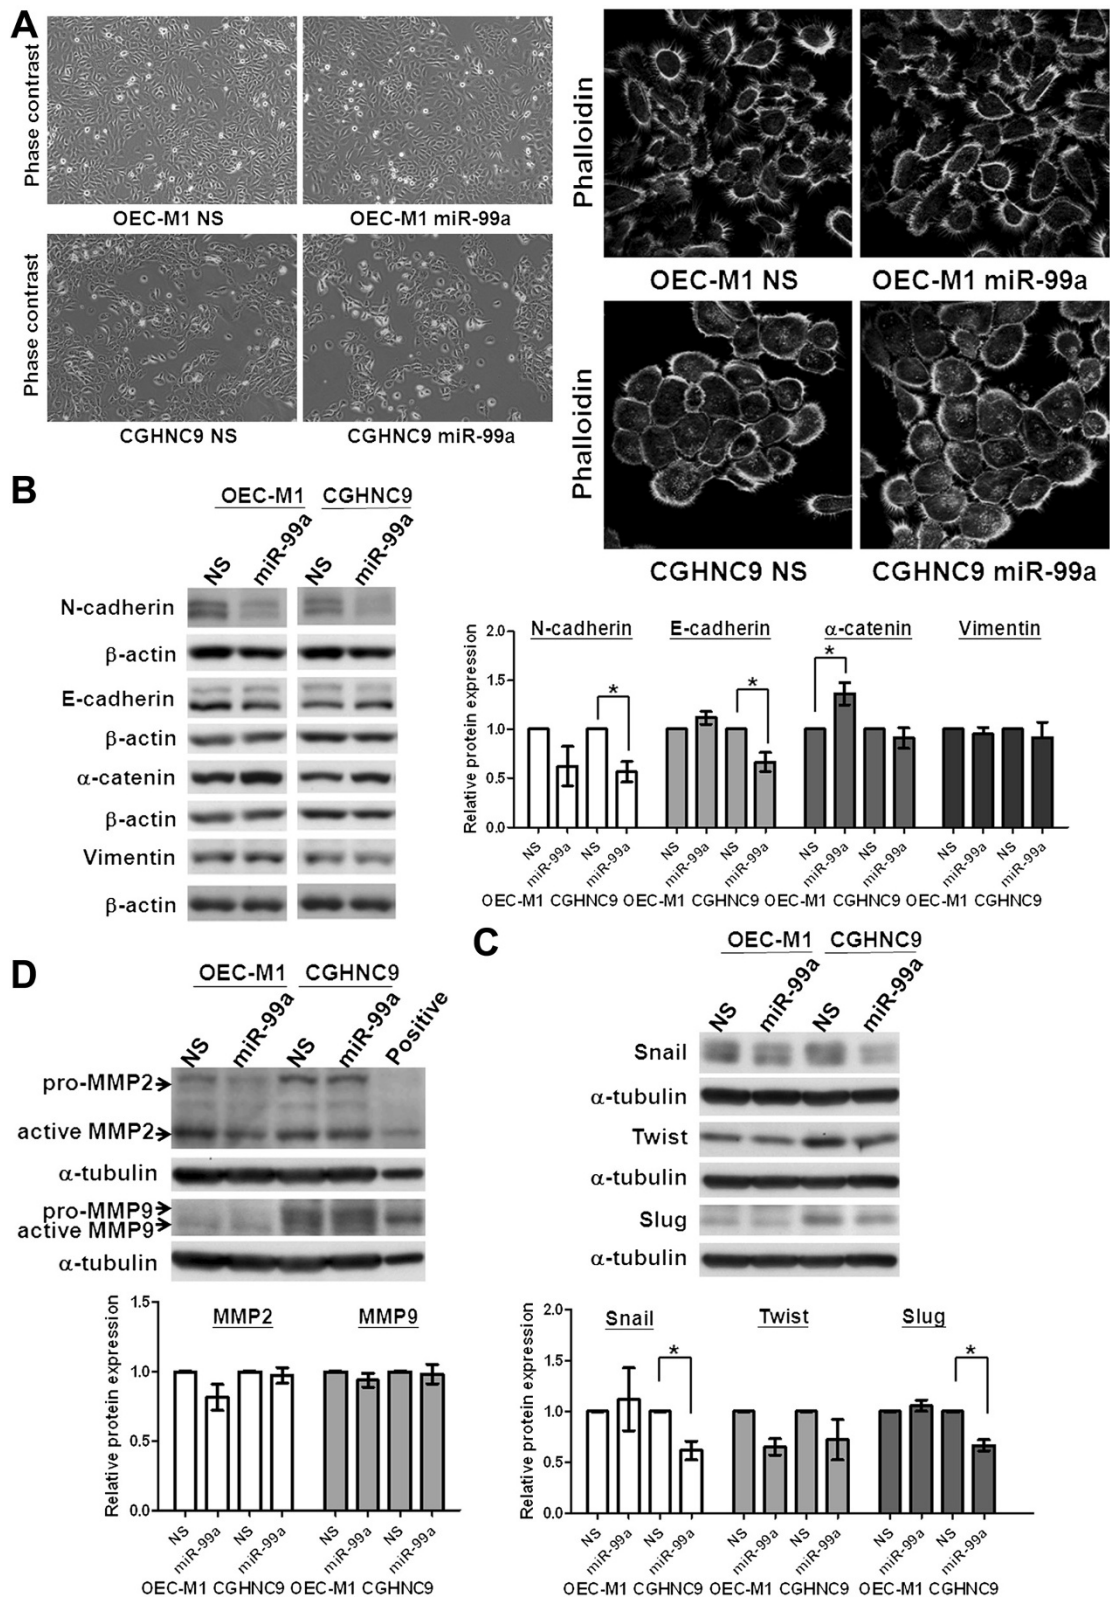 A
Phase contrast
OEC-M1 NS
OEC-M1 miR-99a
Phase contrast
CGHNC9 NS
CGHNC9 miR-99a
Phalloidin
OEC-M1 NS
OEC-M1 miR-99a
Phalloidin
CGHNC9 NS
CGHNC9 miR-99a
B
OEC-M1 CGHNC9
NS miR-99a NS miR-99a
N-cadherin
β-actin
E-cadherin
β-actin
α-catenin
β-actin
Vimentin
β-actin
Relative protein expression
2.0
1.5
1.0
0.5
0.0
N-cadherin E-cadherin α-catenin Vimentin
* * *
NS miR-99a NS miR-99a NS miR-99a NS miR-99a NS miR-99a NS miR-99a NS miR-99a NS miR-99a
OEC-M1 CGHNC9 OEC-M1 CGHNC9 OEC-M1 CGHNC9 OEC-M1 CGHNC9
C
OEC-M1 CGHNC9
NS miR-99a NS miR-99a
Snail
α-tubulin
Twist
α-tubulin
Slug
α-tubulin
Relative protein expression
2.0
1.5
1.0
0.5
0.0
Snail Twist Slug
* *
NS miR-99a NS miR-99a NS miR-99a NS miR-99a NS miR-99a NS miR-99a
OEC-M1 CGHNC9 OEC-M1 CGHNC9 OEC-M1 CGHNC9
D
OEC-M1 CGHNC9
NS miR-99a NS miR-99a Positive
pro-MMP2
active MMP2
α-tubulin
pro-MMP9
active MMP9
α-tubulin
Relative protein expression
1.5
1.0
0.5
0.0
MMP2 MMP9
NS miR-99a NS miR-99a NS miR-99a NS miR-99a
OEC-M1 CGHNC9 OEC-M1 CGHNC9